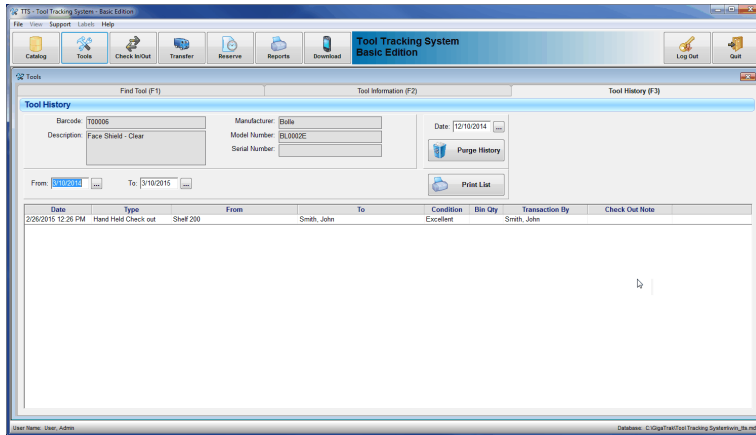 TTS - Tool Tracking System - Basic Edition
File View Support Labels Help
Catalog Tools Check In/Out Transfer Reserve Reports Download Tool Tracking System Basic Edition Log Out Quit
Tools
Find Tool (F1) Tool Information (F2) Tool History (F3)
Tool History
Barcode: T00006 Manufacturer: Bolle Date: 12/10/2014 ...
Description: Face Shield - Clear Model Number: BL0002E
Serial Number: Purge History
From: 3/10/2014 ... To: 3/10/2015 ... Print List
Date Type From To Condition Bin Qty Transaction By Check Out Note
2/26/2015 12:26 PM Hand Held Check out Shelf 200 Smith, John Excellent Smith, John
User Name: User, Admin Database: C:\GigaTrak\Tool Tracking System\win_tts.md